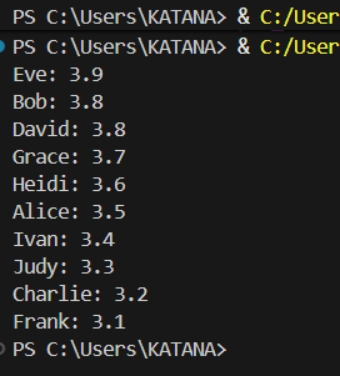 PS C:\Users\KATANA> & C:/User
PS C:\Users\KATANA> & C:/User
Eve: 3.9
Bob: 3.8
David: 3.8
Grace: 3.7
Heidi: 3.6
Alice: 3.5
Ivan: 3.4
Judy: 3.3
Charlie: 3.2
Frank: 3.1
PS C:\Users\KATANA>